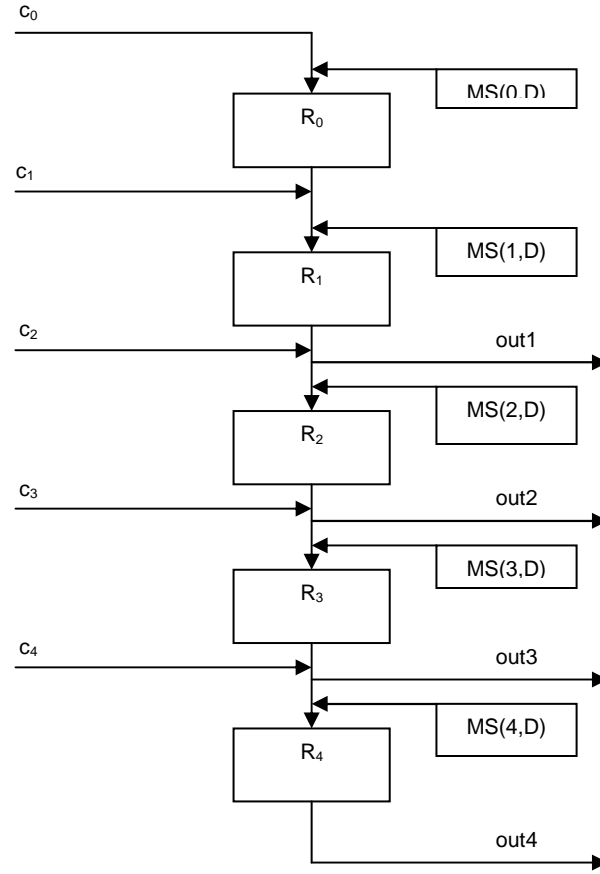 c₀
MS(0,D)
R₀
c₁
MS(1,D)
R₁
c₂
out1
MS(2,D)
R₂
c₃
out2
MS(3,D)
R₃
c₄
out3
MS(4,D)
R₄
out4